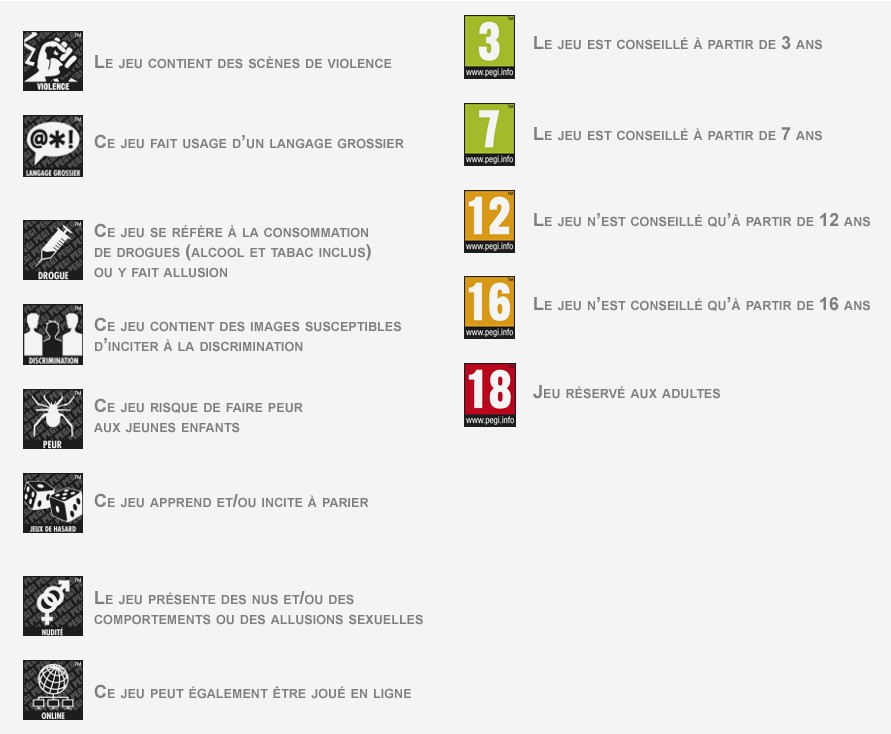 VIOLENCE
LE JEU CONTIENT DES SCÈNES DE VIOLENCE
@*!
LANGAGE GROSSIER
CE JEU FAIT USAGE D'UN LANGAGE GROSSIER
DROGUE
CE JEU SE RÉFÈRE À LA CONSOMMATION
DE DROGUES (ALCOOL ET TABAC INCLUS)
OU Y FAIT ALLUSION
DISCRIMINATION
CE JEU CONTIENT DES IMAGES SUSCEPTIBLES
D'INCITER À LA DISCRIMINATION
PEUR
CE JEU RISQUE DE FAIRE PEUR
AUX JEUNES ENFANTS
JEUX DE HASARD
CE JEU APPREND ET/OU INCITE À PARIER
NUDITÉ
LE JEU PRÉSENTE DES NUS ET/OU DES
COMPORTEMENTS OU DES ALLUSIONS SEXUELLES
ONLINE
CE JEU PEUT ÉGALEMENT ÊTRE JOUÉ EN LIGNE
3
www.pegi.info
LE JEU EST CONSEILLÉ À PARTIR DE 3 ANS
7
www.pegi.info
LE JEU EST CONSEILLÉ À PARTIR DE 7 ANS
12
www.pegi.info
LE JEU N'EST CONSEILLÉ QU'À PARTIR DE 12 ANS
16
www.pegi.info
LE JEU N'EST CONSEILLÉ QU'À PARTIR DE 16 ANS
18
www.pegi.info
JEU RÉSERVÉ AUX ADULTES